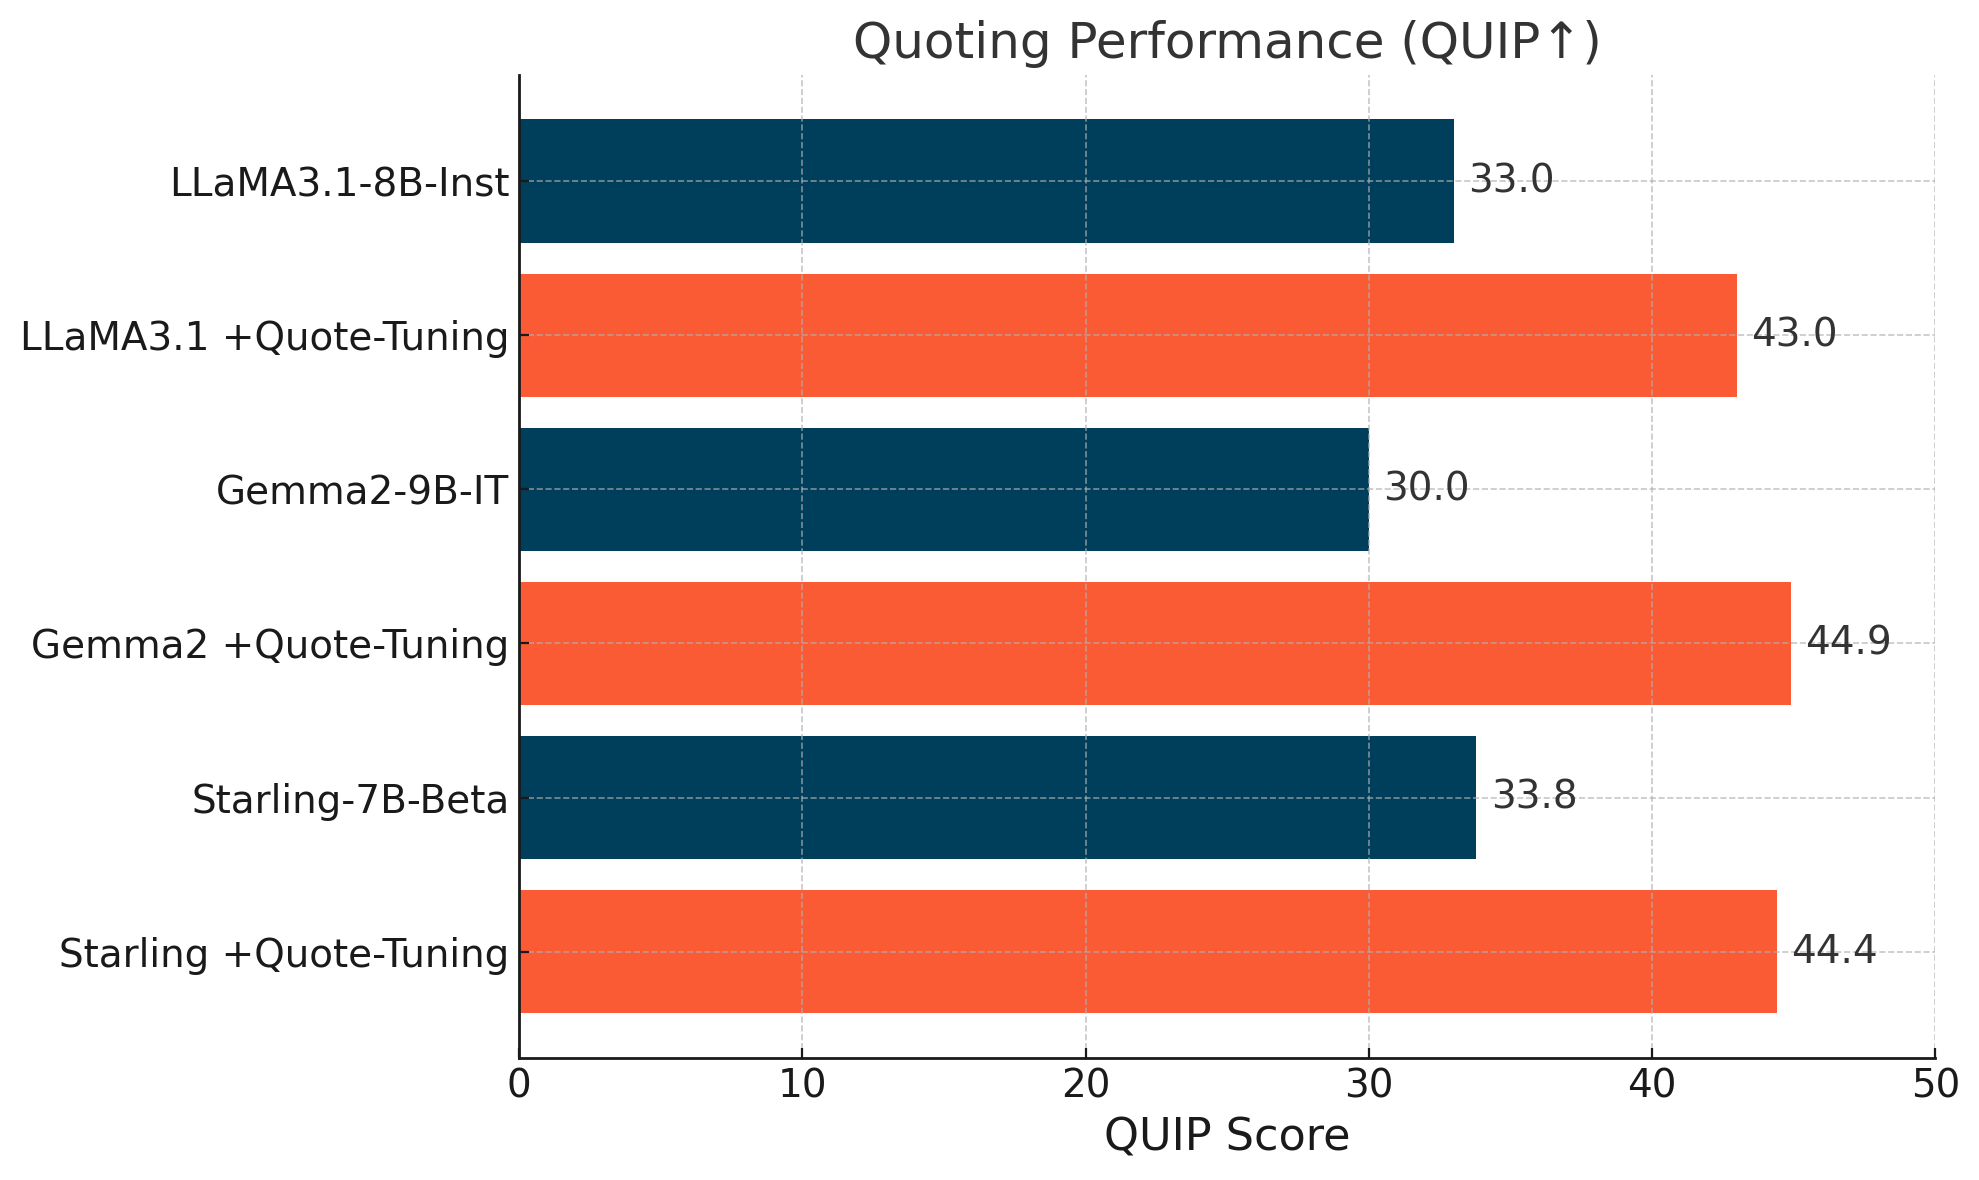 Quoting Performance (QUIP↑)
LLaMA3.1-8B-Inst
33.0
LLaMA3.1 +Quote-Tuning
43.0
Gemma2-9B-IT
30.0
Gemma2 +Quote-Tuning
44.9
Starling-7B-Beta
33.8
Starling +Quote-Tuning
44.4
0 10 20 30 40 50
QUIP Score